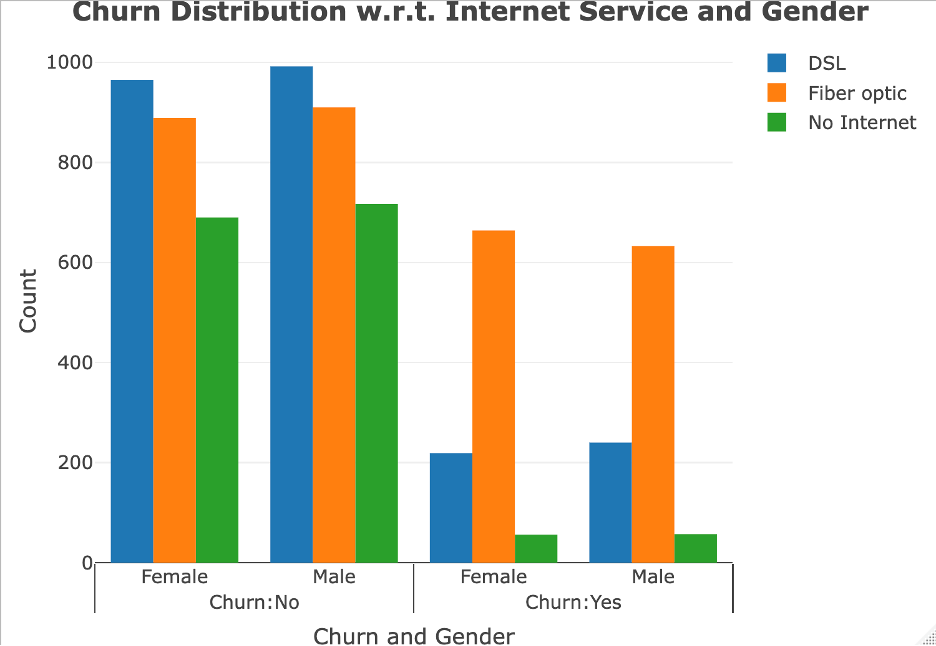 Churn Distribution w.r.t. Internet Service and Gender
DSL
Fiber optic
No Internet
1000
800
600
400
200
0
Count
Female
Male
Female
Male
Churn:No
Churn:Yes
Churn and Gender